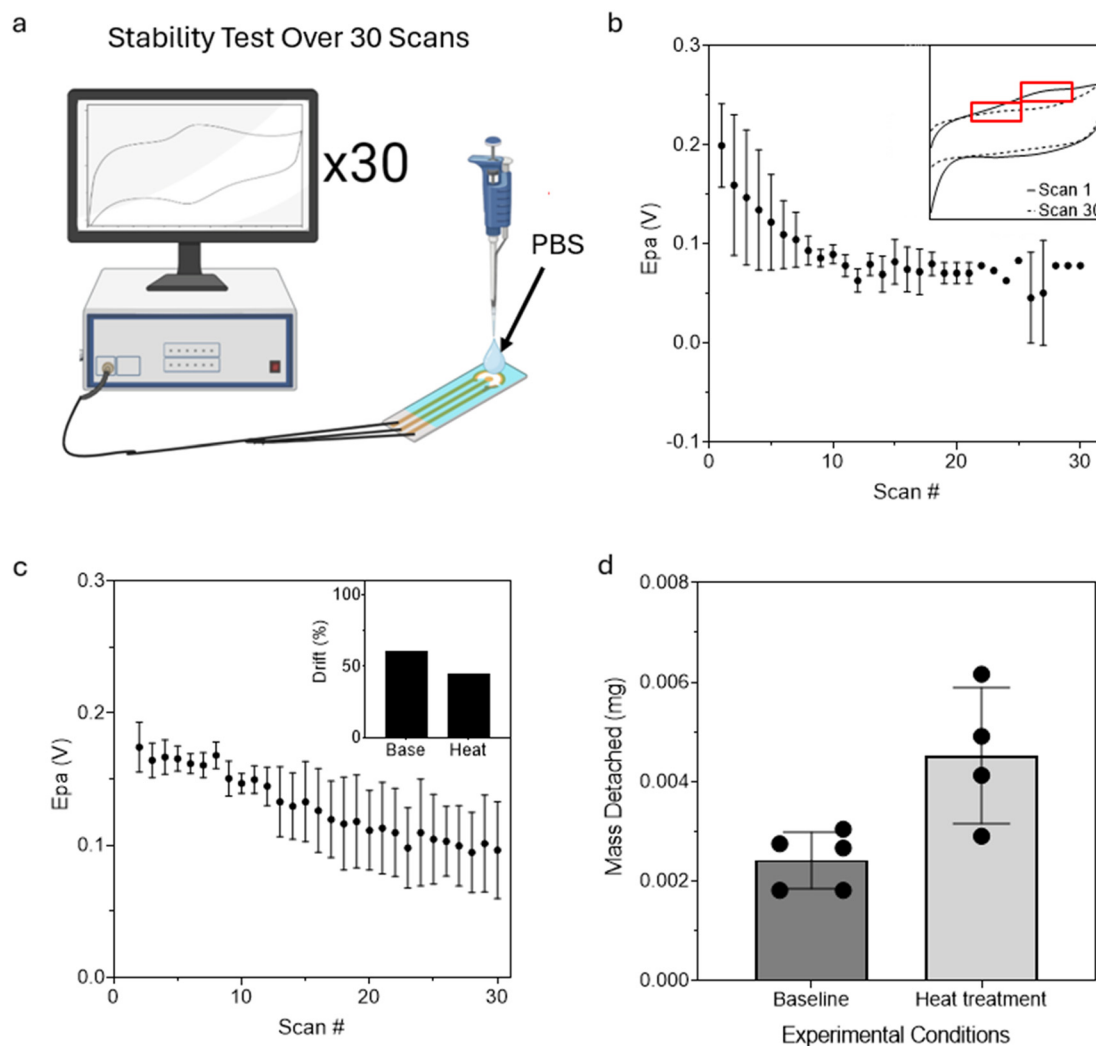 a
Stability Test Over 30 Scans
x30
PBS
b
Epa (V)
0.3
0.2
0.1
0.0
-0.1
0
10
20
30
Scan #
Scan 1
Scan 30
c
Epa (V)
0.3
0.2
0.1
0.0
0
10
20
30
Scan #
Drift (%)
100
50
0
Base
Heat
d
Mass Detached (mg)
0.008
0.006
0.004
0.002
0.000
Baseline
Heat treatment
Experimental Conditions